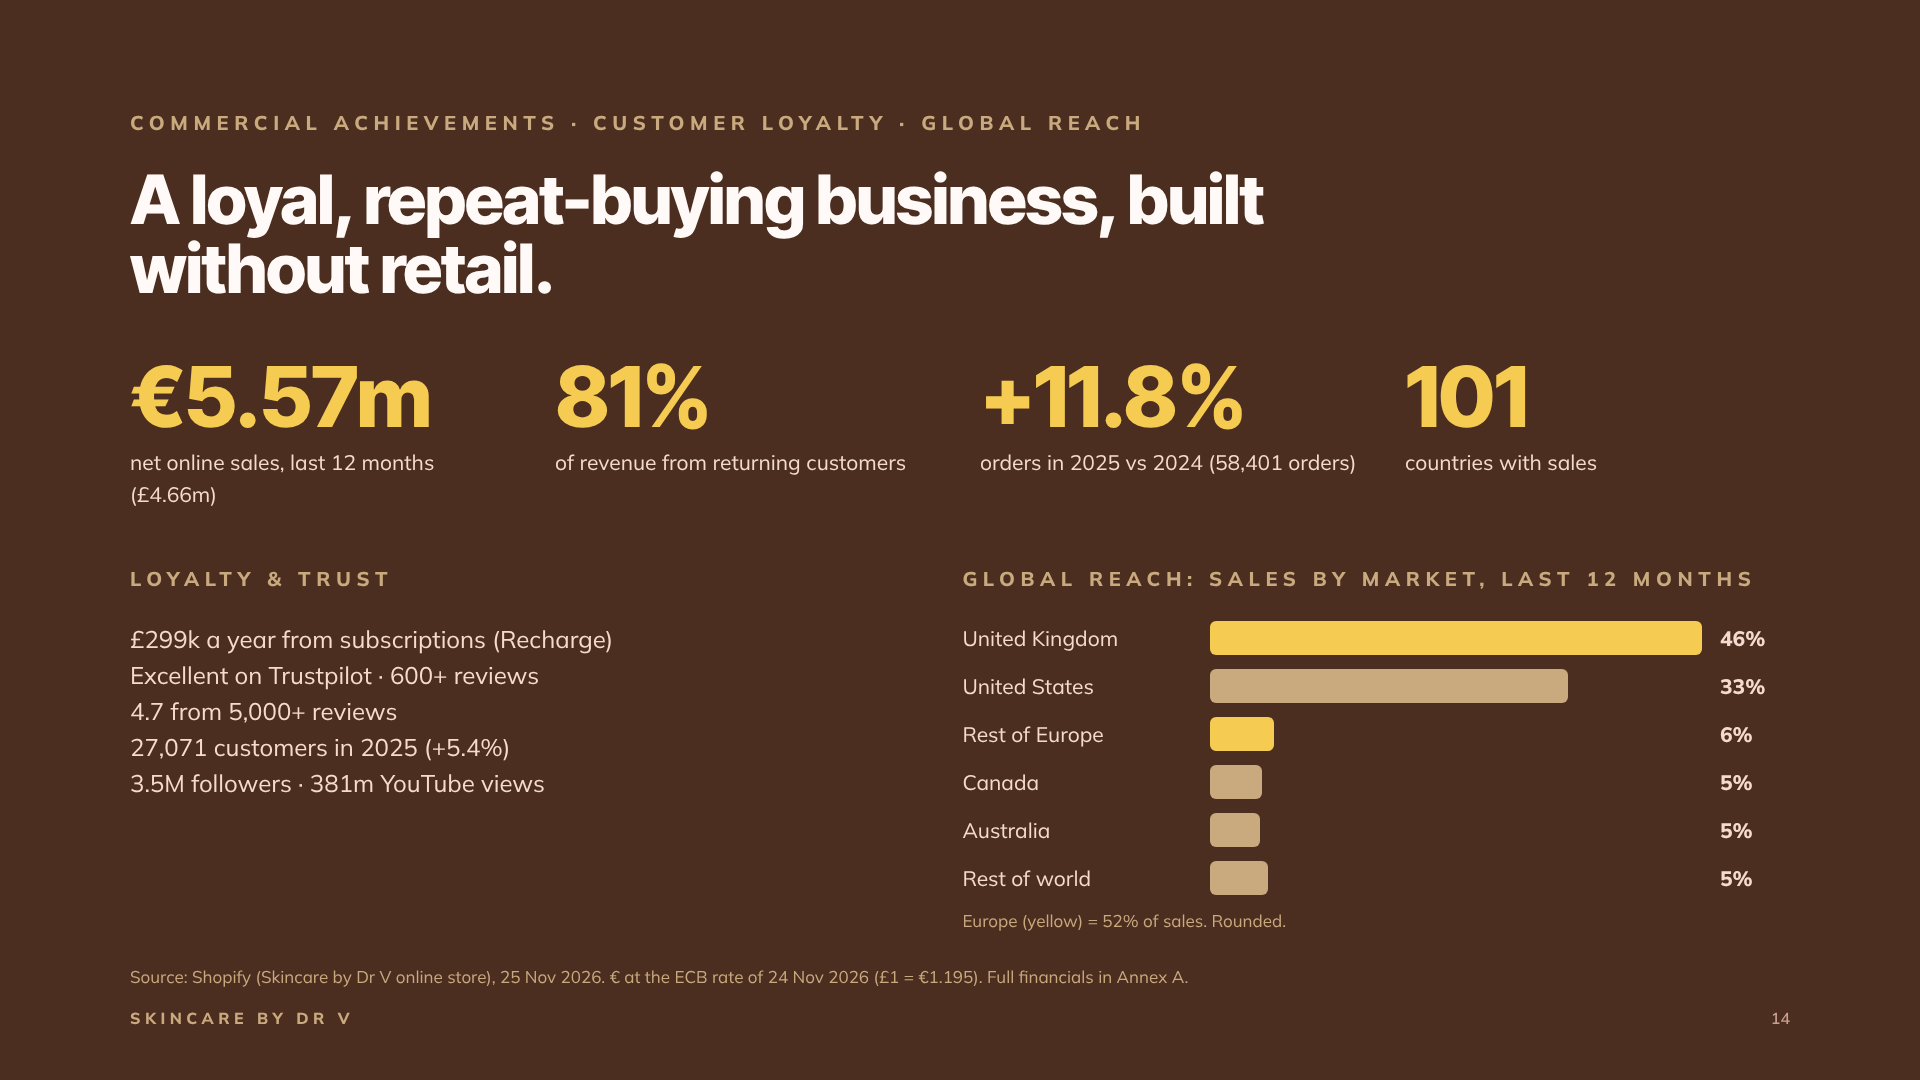 COMMERCIAL ACHIEVEMENTS · CUSTOMER LOYALTY · GLOBAL REACH
A loyal, repeat-buying business, built
without retail.
€5.57m
net online sales, last 12 months
(£4.66m)
81%
of revenue from returning customers
+11.8%
orders in 2025 vs 2024 (58,401 orders)
101
countries with sales
LOYALTY & TRUST
£299k a year from subscriptions (Recharge)
Excellent on Trustpilot · 600+ reviews
4.7 from 5,000+ reviews
27,071 customers in 2025 (+5.4%)
3.5M followers · 381m YouTube views
GLOBAL REACH: SALES BY MARKET, LAST 12 MONTHS
United Kingdom 46%
United States 33%
Rest of Europe 6%
Canada 5%
Australia 5%
Rest of world 5%
Europe (yellow) = 52% of sales. Rounded.
Source: Shopify (Skincare by Dr V online store), 25 Nov 2026. € at the ECB rate of 24 Nov 2026 (£1 = €1.195). Full financials in Annex A.
SKINCARE BY DR V
14